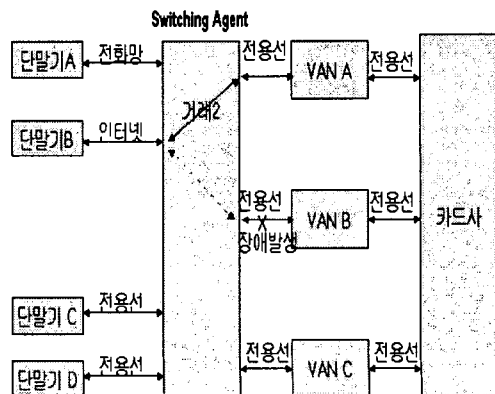 Switching Agent
단말기A
전화망
전용선
VAN A
전용선
거래2
단말기B
이터넷
전용선
장애발생
VAN B
전용선
카드사
단말기 C
전용선
단말기 D
전용선
전용선
VAN C
전용선